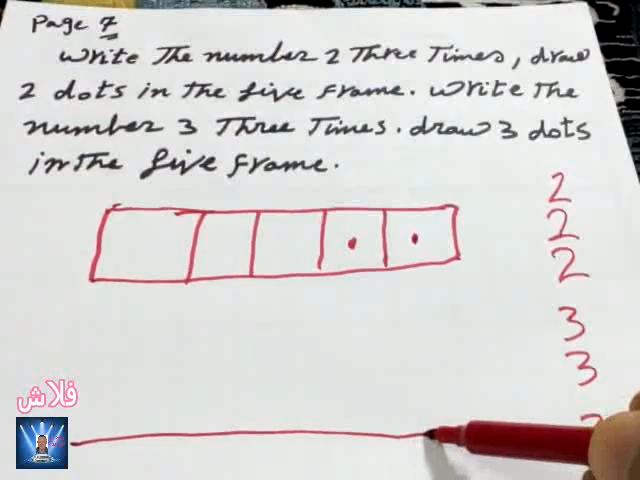 Page 7
Write The number 2 Three Times, draw
2 dots in the five frame. Write The
number 3 Three Times. draw 3 dots
in the five frame.
2
2
2
3
3
فلاش